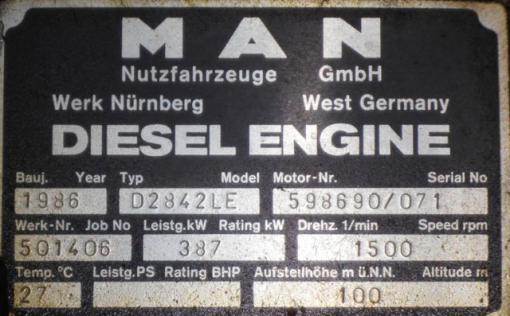 MAN
Nutzfahrzeuge GmbH
Werk Nürnberg West Germany
DIESEL ENGINE
Bauj. Year Typ Model Motor-Nr. Serial No
1986 D2842LE 598690/071
Werk-Nr. Job No Leistg.kW Rating kW Drehz. 1/min Speed rpm
501406 387 1500
Temp. °C Leistg.PS Rating BHP Aufstellhöhe m ü.N.N. Altitude m
27 100